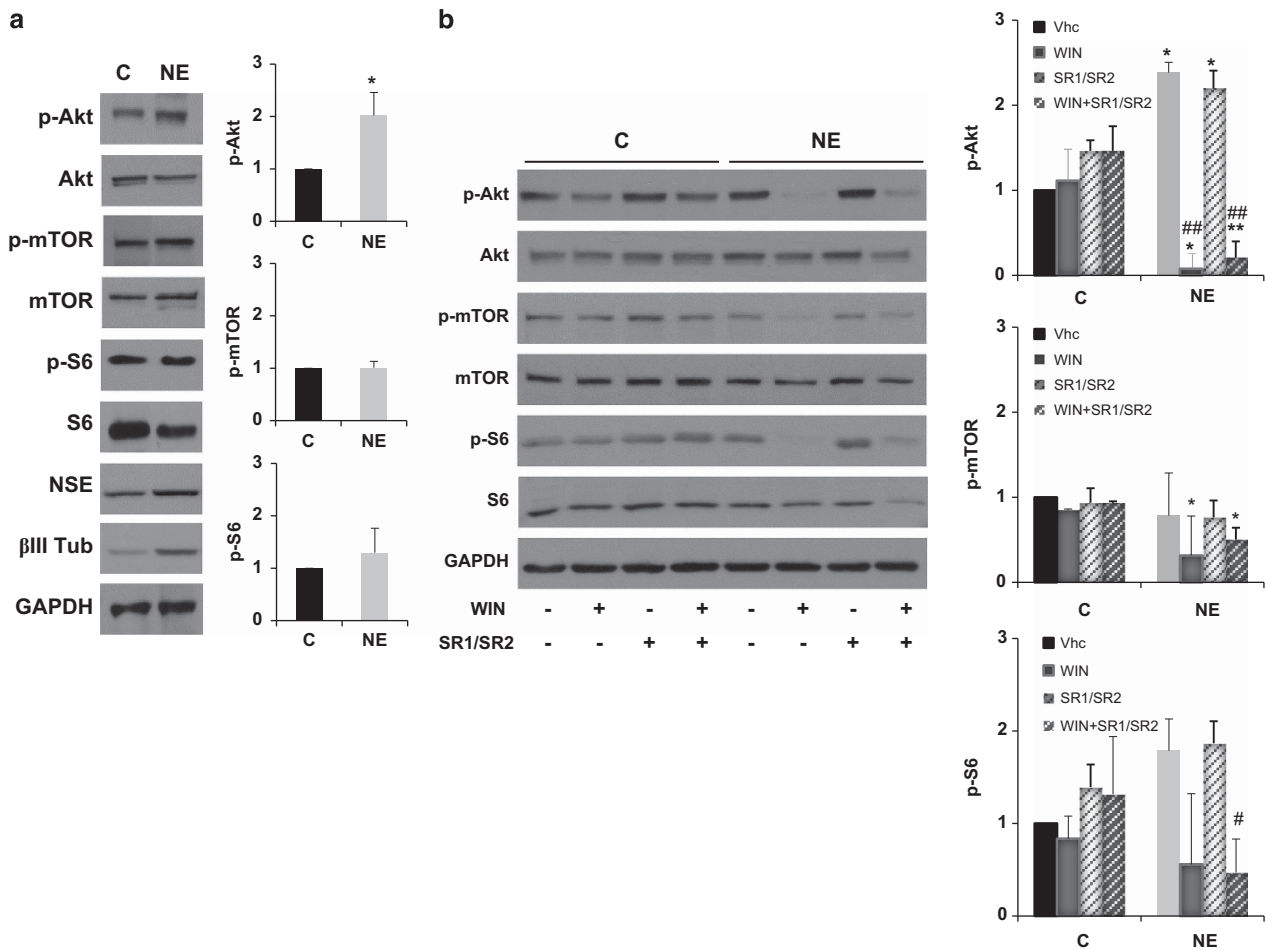 a
C NE
p-Akt
Akt
p-mTOR
mTOR
p-S6
S6
NSE
βIII Tub
GAPDH
3
2
1
0
p-Akt
*
C NE
3
2
1
0
p-mTOR
C NE
3
2
1
0
p-S6
C NE
b
C NE
p-Akt
Akt
p-mTOR
mTOR
p-S6
S6
GAPDH
WIN - + - + - + - +
SR1/SR2 - - + + - - + +
3
2
1
0
p-Akt
Vhc
WIN
SR1/SR2
WIN+SR1/SR2
* *
## ##
* **
C NE
3
2
1
0
p-mTOR
Vhc
WIN
SR1/SR2
WIN+SR1/SR2
* *
C NE
3
2
1
0
p-S6
Vhc
WIN
SR1/SR2
WIN+SR1/SR2
#
C NE